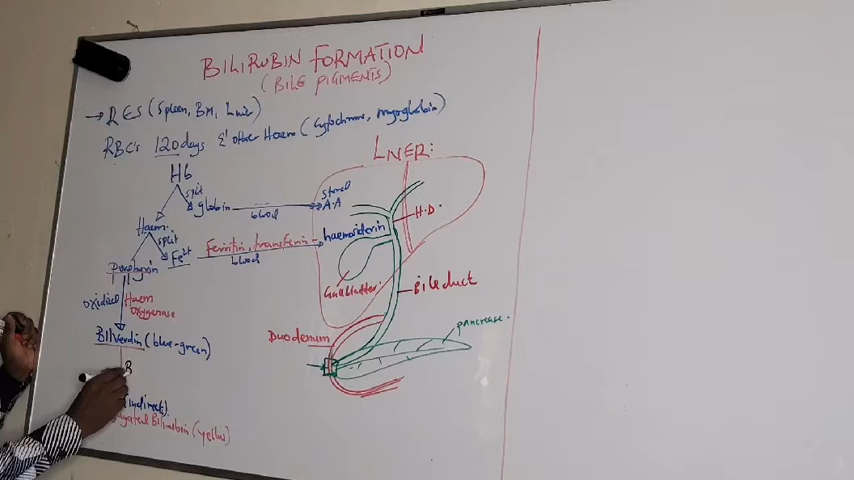 BILIRUBIN FORMATION
(BILE PIGMENTS)
→ RES (Spleen, BM, Liver)
RBC's 120days & other Haem (Cytochrome, myoglobin)
LIVER:
Hb
split
globin
blood
stored
A.A
H.D.
Haem
split
Fe2+
Ferritin, transferrin
blood
haemosiderin
Porphyrin
Gallbladder
Bile duct
oxidised
Haem
oxygenase
Duodenum
pancreas
Biliverdin (blue-green)
B
(indirect)
Bilirubin (yellow)